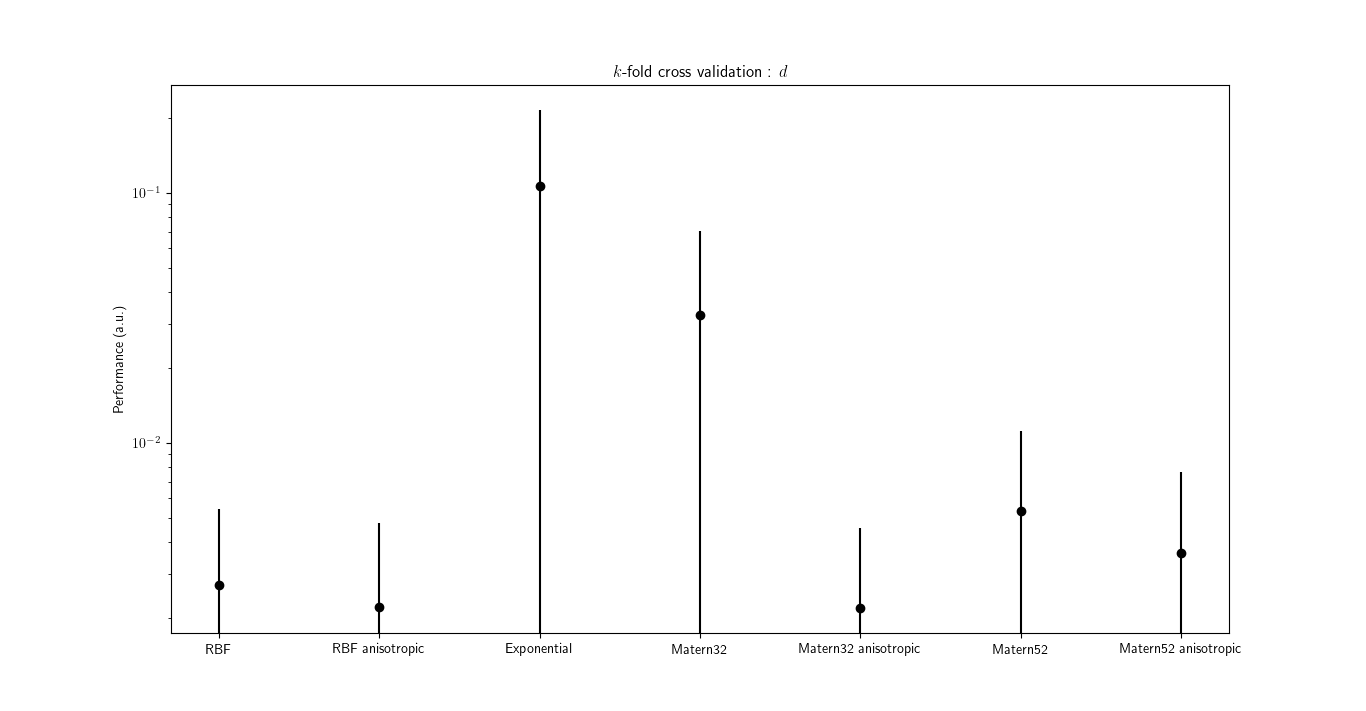 k-fold cross validation : d
10⁻¹
10⁻²
Performance (a.u.)
RBF RBF anisotropic Exponential Matern32 Matern32 anisotropic Matern52 Matern52 anisotropic